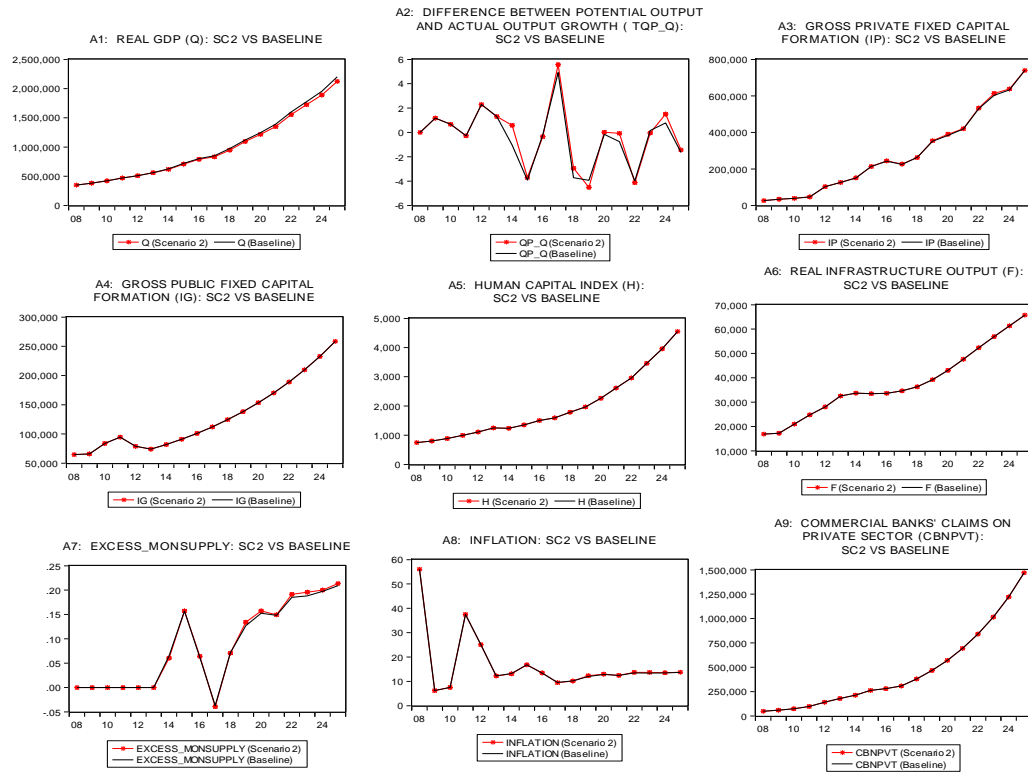 A1: REAL GDP (Q): SC2 VS BASELINE
2,500,000
2,000,000
1,500,000
1,000,000
500,000
0
08 10 12 14 16 18 20 22 24
Q (Scenario 2) Q (Baseline)
A2: DIFFERENCE BETWEEN POTENTIAL OUTPUT
AND ACTUAL OUTPUT GROWTH ( TQP_Q):
SC2 VS BASELINE
6
4
2
0
-2
-4
-6
08 10 12 14 16 18 20 22 24
QP_Q (Scenario 2)
QP_Q (Baseline)
A3: GROSS PRIVATE FIXED CAPITAL
FORMATION (IP): SC2 VS BASELINE
800,000
600,000
400,000
200,000
0
08 10 12 14 16 18 20 22 24
IP (Scenario 2) IP (Baseline)
A4: GROSS PUBLIC FIXED CAPITAL
FORMATION (IG): SC2 VS BASELINE
300,000
250,000
200,000
150,000
100,000
50,000
08 10 12 14 16 18 20 22 24
IG (Scenario 2) IG (Baseline)
A5: HUMAN CAPITAL INDEX (H):
SC2 VS BASELINE
5,000
4,000
3,000
2,000
1,000
0
08 10 12 14 16 18 20 22 24
H (Scenario 2) H (Baseline)
A6: REAL INFRASTRUCTURE OUTPUT (F):
SC2 VS BASELINE
70,000
60,000
50,000
40,000
30,000
20,000
10,000
08 10 12 14 16 18 20 22 24
F (Scenario 2) F (Baseline)
A7: EXCESS_MONSUPPLY: SC2 VS BASELINE
.25
.20
.15
.10
.05
.00
-.05
08 10 12 14 16 18 20 22 24
EXCESS_MONSUPPLY (Scenario 2)
EXCESS_MONSUPPLY (Baseline)
A8: INFLATION: SC2 VS BASELINE
60
50
40
30
20
10
0
08 10 12 14 16 18 20 22 24
INFLATION (Scenario 2)
INFLATION (Baseline)
A9: COMMERCIAL BANKS' CLAIMS ON
PRIVATE SECTOR (CBNPVT):
SC2 VS BASELINE
1,500,000
1,250,000
1,000,000
750,000
500,000
250,000
0
08 10 12 14 16 18 20 22 24
CBNPVT (Scenario 2)
CBNPVT (Baseline)